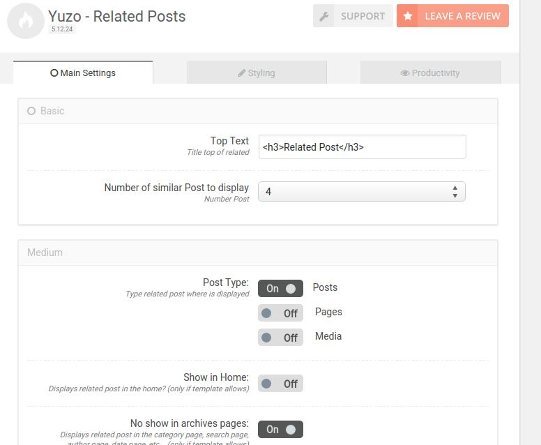 Yuzo - Related Posts
5.12.24
SUPPORT
LEAVE A REVIEW
Main Settings
Styling
Productivity
Basic
Top Text
Title top of related
<h3>Related Post</h3>
Number of similar Post to display
Number Post
4
Medium
Post Type:
Type related post where is displayed
On
Posts
Off
Pages
Off
Media
Show in Home:
Displays related post in the home? (only if template allows)
Off
No show in archives pages:
Displays related post in the category page, search page,
author page, date page, etc... (only if template allows)
On